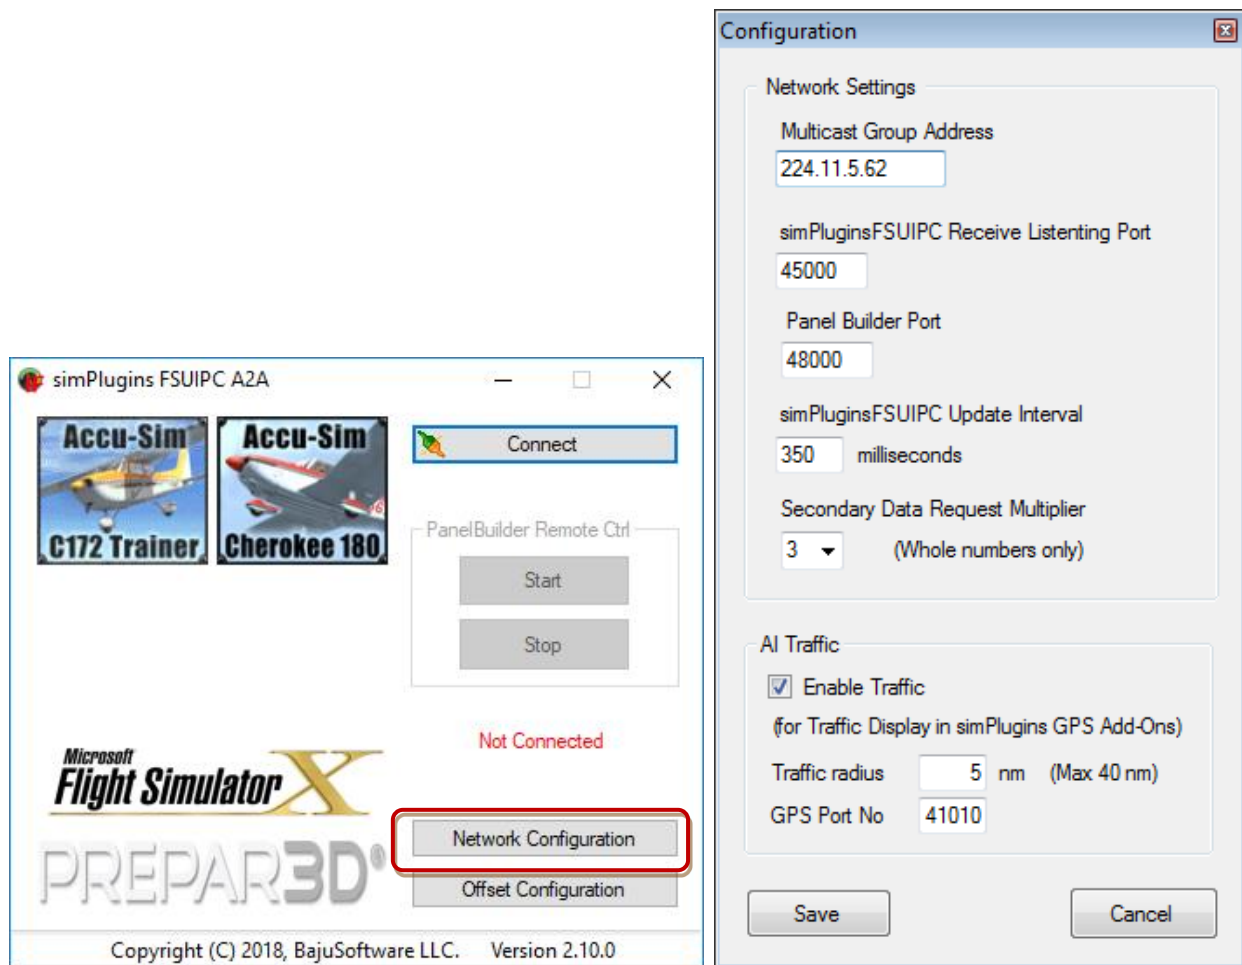 simPlugins FSUIPC A2A
Accu-Sim
C172 Trainer
Accu-Sim
Cherokee 180
Connect
PanelBuilder Remote Ctrl
Start
Stop
Not Connected
Microsoft
Flight Simulator X
PREPAR3D®
Network Configuration
Offset Configuration
Copyright (C) 2018, BajuSoftware LLC. Version 2.10.0
Configuration
Network Settings
Multicast Group Address
224.11.5.62
simPluginsFSUIPC Receive Listenting Port
45000
Panel Builder Port
48000
simPluginsFSUIPC Update Interval
350 milliseconds
Secondary Data Request Multiplier
3 (Whole numbers only)
AI Traffic
Enable Traffic
(for Traffic Display in simPlugins GPS Add-Ons)
Traffic radius 5 nm (Max 40 nm)
GPS Port No 41010
Save Cancel